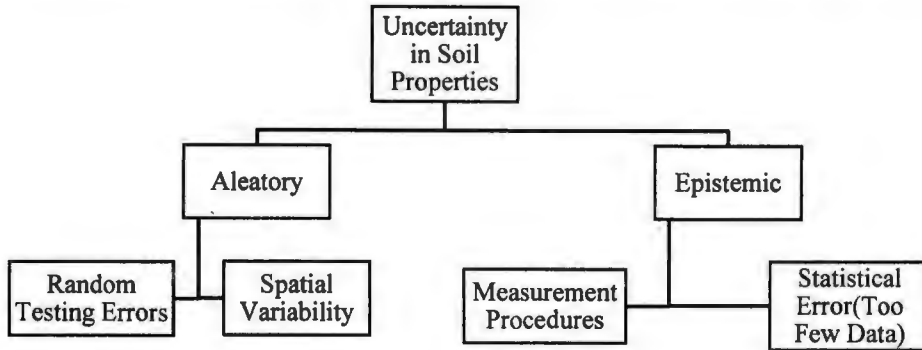 Uncertainty
in Soil
Properties
Aleatory
Epistemic
Random
Testing Errors
Spatial
Variability
Measurement
Procedures
Statistical
Error(Too
Few Data)